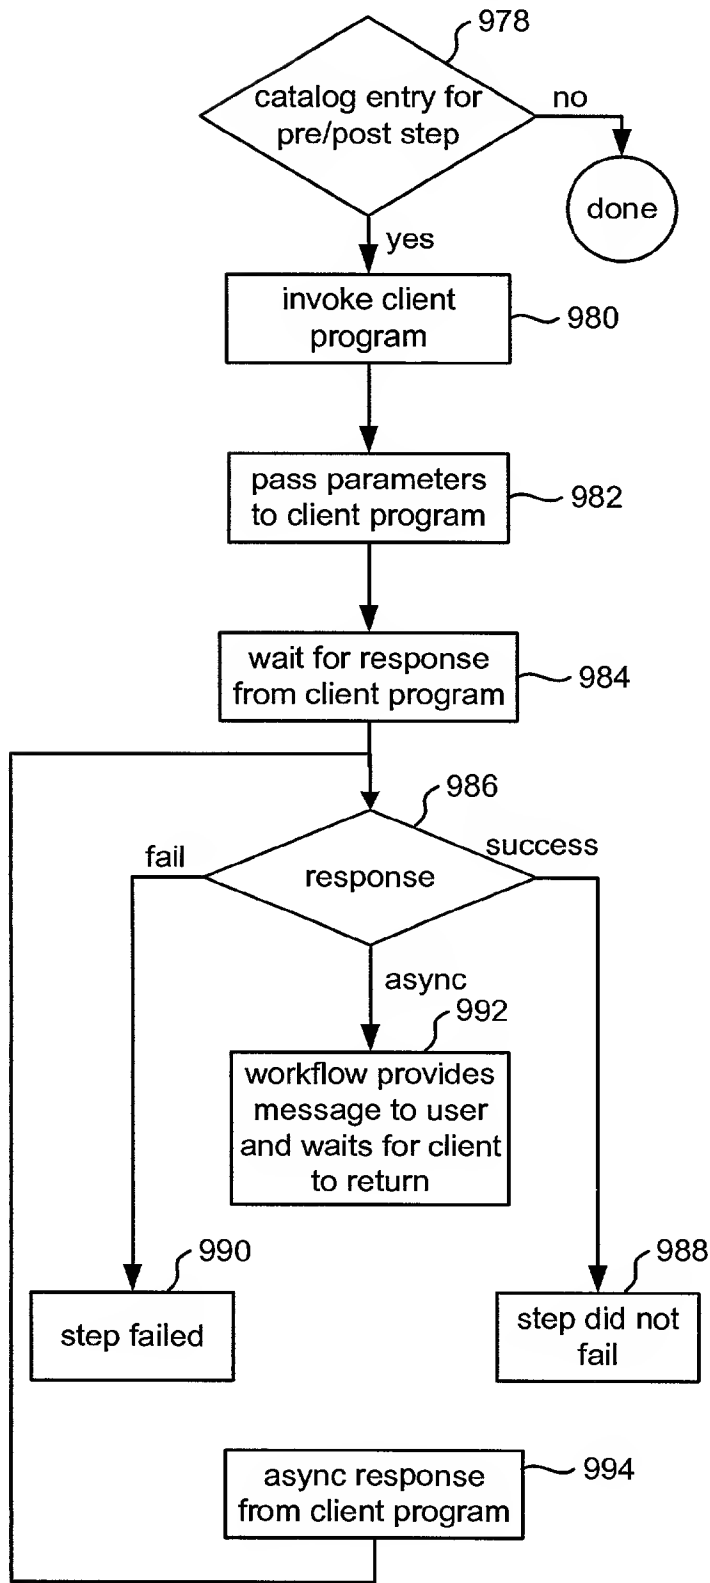 978
catalog entry for
pre/post step
no
done
yes
invoke client
program
980
pass parameters
to client program
982
wait for response
from client program
984
986
fail
success
response
async
992
workflow provides
message to user
and waits for client
to return
990
988
step failed
step did not
fail
async response
from client program
994